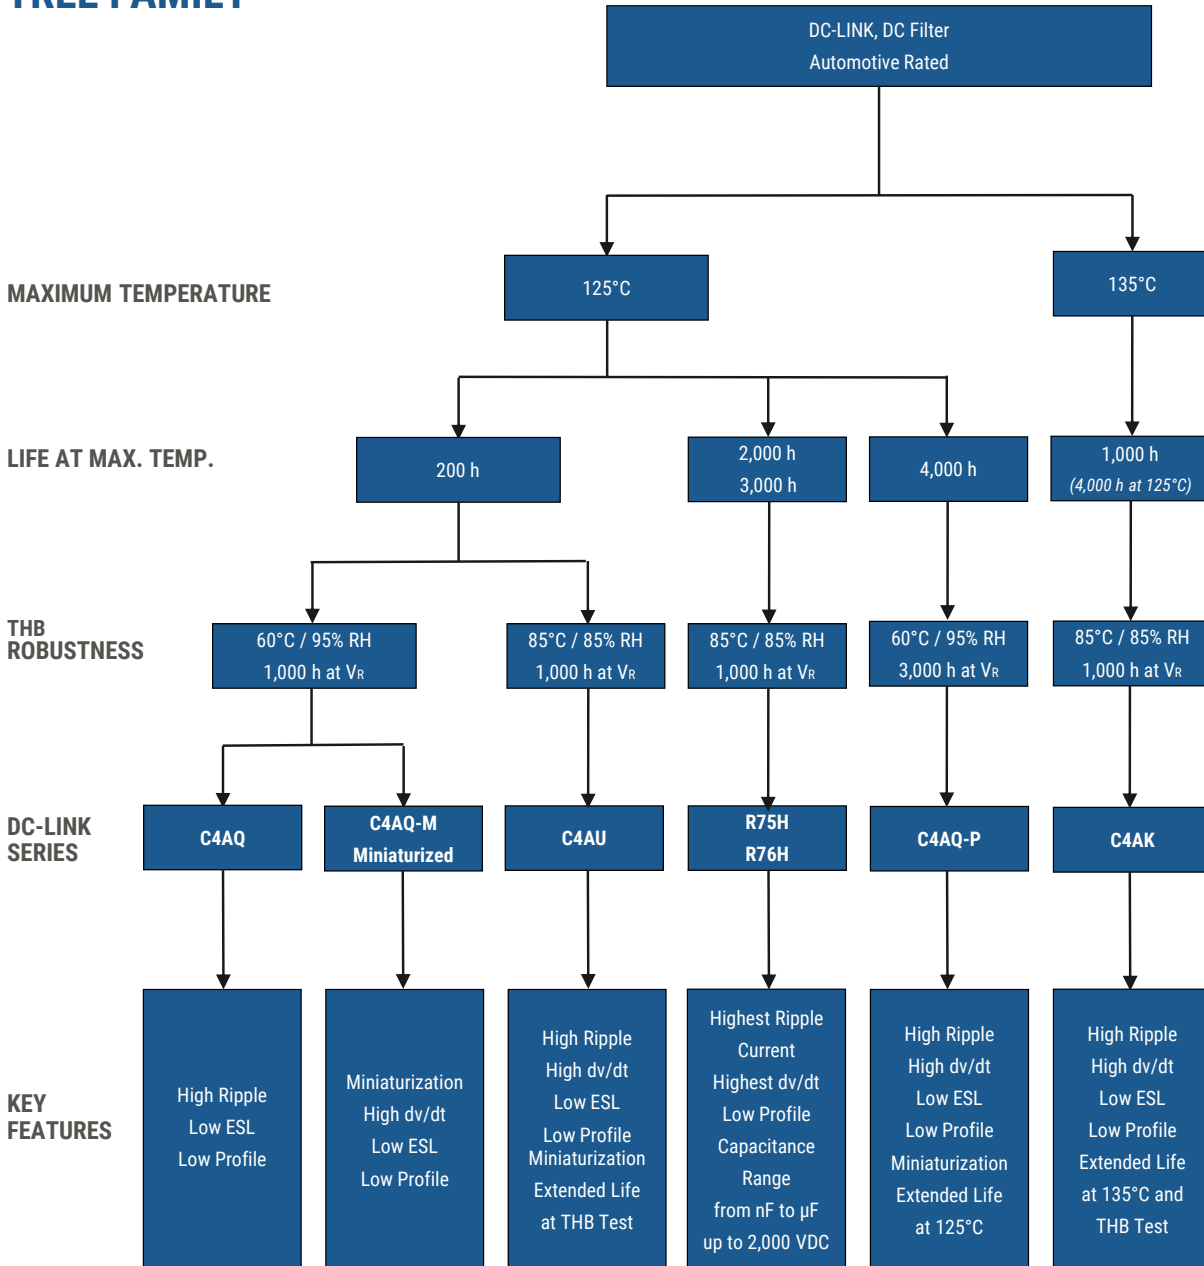 TREE FAMILY
DC-LINK, DC Filter
Automotive Rated
MAXIMUM TEMPERATURE
125°C
135°C
LIFE AT MAX. TEMP.
200 h
2,000 h
3,000 h
4,000 h
1,000 h
(4,000 h at 125°C)
THB
ROBUSTNESS
60°C / 95% RH
1,000 h at VR
85°C / 85% RH
1,000 h at VR
85°C / 85% RH
1,000 h at VR
60°C / 95% RH
3,000 h at VR
85°C / 85% RH
1,000 h at VR
DC-LINK
SERIES
C4AQ
C4AQ-M
Miniaturized
C4AU
R75H
R76H
C4AQ-P
C4AK
KEY
FEATURES
High Ripple
Low ESL
Low Profile
Miniaturization
High dv/dt
Low ESL
Low Profile
High Ripple
High dv/dt
Low ESL
Low Profile
Miniaturization
Extended Life
at THB Test
Highest Ripple
Current
Highest dv/dt
Low Profile
Capacitance
Range
from nF to µF
up to 2,000 VDC
High Ripple
High dv/dt
Low ESL
Low Profile
Miniaturization
Extended Life
at 125°C
High Ripple
High dv/dt
Low ESL
Low Profile
Extended Life
at 135°C and
THB Test